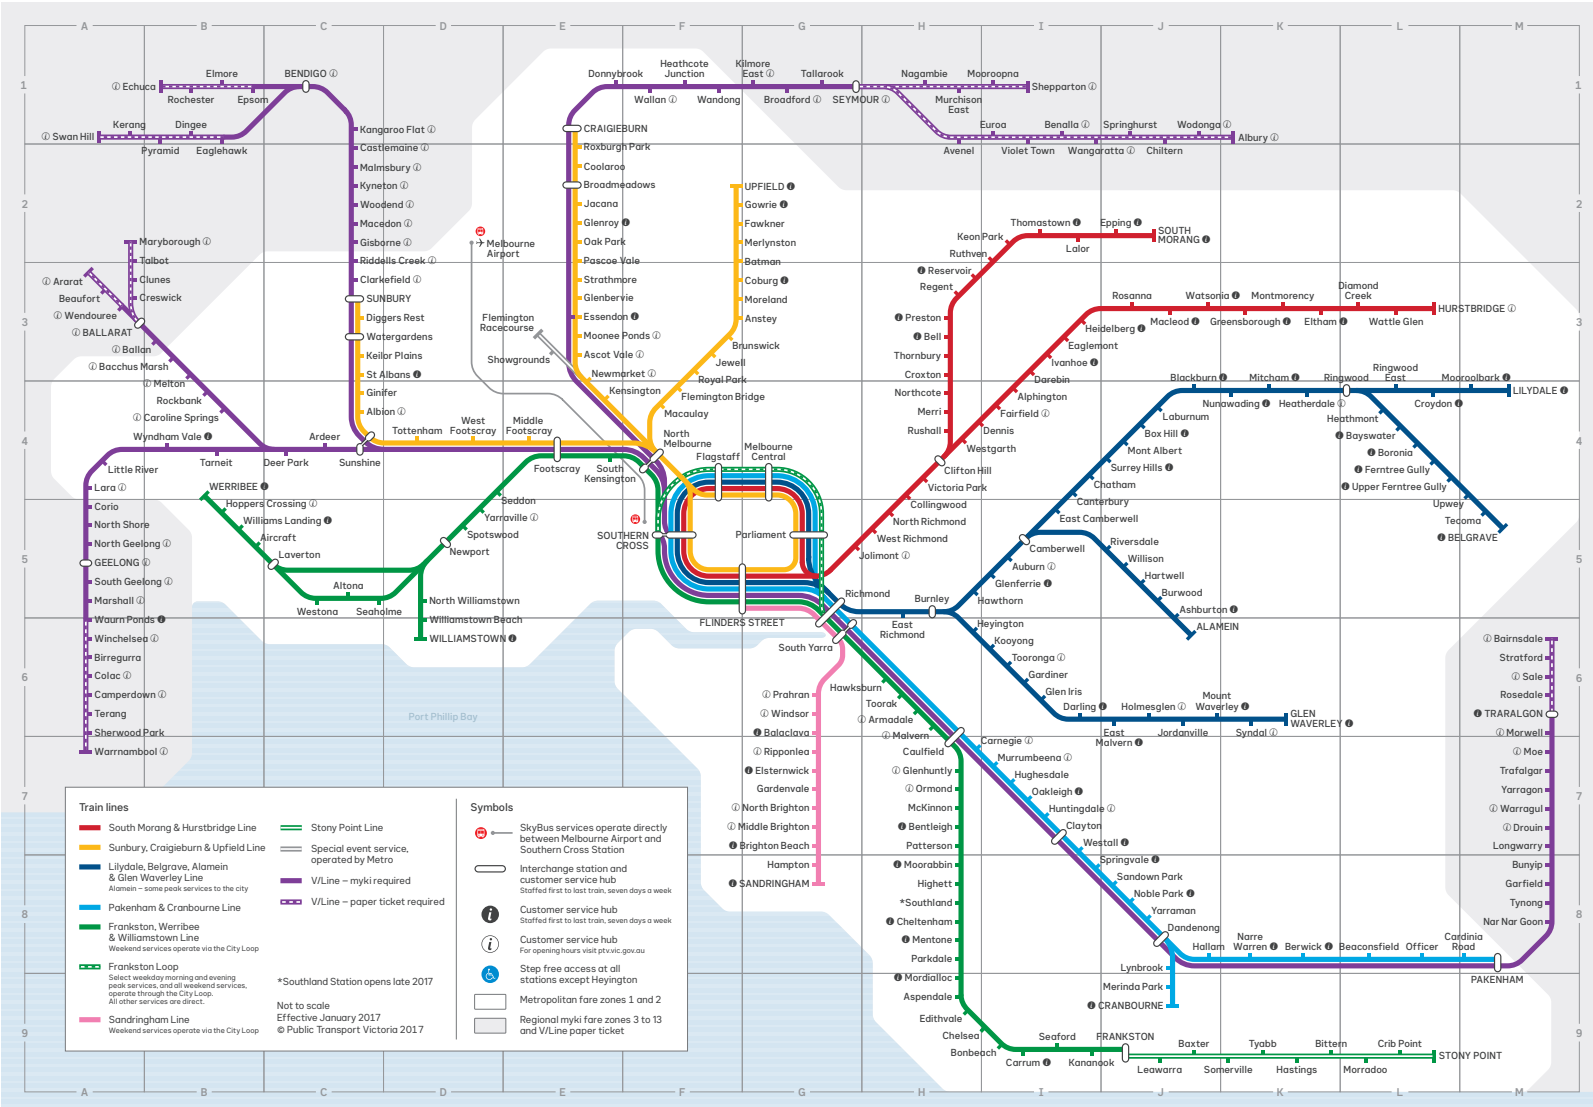 A B C D E F G H I J K L M
1
Echuca
Elmore
Rochester
Epsom
BENDIGO
Swan Hill
Kerang
Dingee
Pyramid
Eaglehawk
Donnybrook
Heathcote
Junction
Kilmore
East
Tallarook
Wallan
Wandong
Broadford
SEYMOUR
Nagambie
Mooroopna
Shepparton
Murchison
East
Euroa
Benalla
Springhurst
Wodonga
Albury
Avenel
Violet Town
Wangaratta
Chiltern
1
Kangaroo Flat
Castlemaine
Malmsbury
Kyneton
Woodend
Macedon
Gisborne
Riddells Creek
Clarkefield
SUNBURY
Diggers Rest
Watergardens
Keilor Plains
St Albans
Ginifer
Albion
CRAIGIEBURN
Roxburgh Park
Coolaroo
Broadmeadows
Jacana
Glenroy
Oak Park
Pascoe Vale
Strathmore
Glenbervie
Essendon
Moonee Ponds
Ascot Vale
Newmarket
Kensington
UPFIELD
Gowrie
Fawkner
Merlynston
Batman
Coburg
Moreland
Anstey
Brunswick
Jewell
Royal Park
Flemington Bridge
Macaulay
North
Melbourne
2
2
Melbourne
Airport
Flemington
Racecourse
Showgrounds
Maryborough
Talbot
Clunes
Creswick
Ararat
Beaufort
Wendouree
BALLARAT
Ballan
Bacchus Marsh
Melton
Rockbank
Caroline Springs
3
3
Thomastown
Epping
SOUTH
MORANG
Keon Park
Lalor
Ruthven
Reservoir
Regent
Preston
Bell
Thornbury
Croxton
Northcote
Merri
Rushall
Rosanna
Watsonia
Montmorency
Diamond
Creek
HURSTBRIDGE
Macleod
Greensborough
Eltham
Wattle Glen
Heidelberg
Ivanhoe
Darebin
Alphington
Fairfield
Dennis
Westgarth
Clifton Hill
Victoria Park
Collingwood
North Richmond
West Richmond
Jolimont
4
4
Blackburn
Mitcham
Ringwood
Ringwood
East
Mooroolbark
LILYDALE
Nunawading
Heatherdale
Croydon
Laburnum
Box Hill
Mont Albert
Surrey Hills
Chatham
Canterbury
East Camberwell
Camberwell
Auburn
Glenferrie
Hawthorn
Heathmont
Bayswater
Boronia
Ferntree Gully
Upper Ferntree Gully
Upwey
Tecoma
BELGRAVE
Riversdale
Willison
Hartwell
Burwood
Ashburton
ALAMEIN
Wyndham Vale
Tarneit
Deer Park
Ardeer
Sunshine
Tottenham
West
Footscray
Middle
Footscray
Footscray
South
Kensington
Flagstaff
Melbourne
Central
Parliament
SOUTHERN
CROSS
FLINDERS STREET
Richmond
East
Richmond
Burnley
South Yarra
5
5
Little River
Lara
Corio
North Shore
North Geelong
GEELONG
South Geelong
Marshall
Waurn Ponds
Winchelsea
Birregurra
Colac
Camperdown
Terang
Sherwood Park
Warrnambool
WERRIBEE
Hoppers Crossing
Williams Landing
Aircraft
Laverton
Westona
Altona
Seaholme
Seddon
Yarraville
Spotswood
Newport
North Williamstown
Williamstown Beach
WILLIAMSTOWN
6
6
Port Phillip Bay
Heyington
Kooyong
Tooronga
Gardiner
Glen Iris
Darling
Holmesglen
Mount
Waverley
GLEN
WAVERLEY
East
Malvern
Jordanville
Syndal
Prahran
Windsor
Balaclava
Ripponlea
Elsternwick
Gardenvale
North Brighton
Middle Brighton
Brighton Beach
Hampton
SANDRINGHAM
Hawksburn
Toorak
Armadale
Malvern
Caulfield
Glenhuntly
Ormond
McKinnon
Bentleigh
Patterson
Moorabbin
Highett
*Southland
Cheltenham
Mentone
Parkdale
Mordialloc
Aspendale
Edithvale
Chelsea
Bonbeach
Carrum
Seaford
Kananook
FRANKSTON
Leawarra
Baxter
Somerville
Tyabb
Hastings
Bittern
Morradoo
Crib Point
STONY POINT
7
7
Carnegie
Murrumbeena
Hughesdale
Oakleigh
Huntingdale
Clayton
Westall
Springvale
Sandown Park
Noble Park
Yarraman
Dandenong
Lynbrook
Merinda Park
CRANBOURNE
Hallam
Narre
Warren
Berwick
Beaconsfield
Officer
Cardinia
Road
PAKENHAM
Bairnsdale
Stratford
Sale
Rosedale
TRARALGON
Morwell
Moe
Trafalgar
Yarragon
Warragul
Drouin
Longwarry
Bunyip
Garfield
Tynong
Nar Nar Goon
8
8
9
9
Train lines
South Morang & Hurstbridge Line
Sunbury, Craigieburn & Upfield Line
Lilydale, Belgrave, Alamein
& Glen Waverley Line
Alamein – some peak services to the city
Pakenham & Cranbourne Line
Frankston, Werribee
& Williamstown Line
Weekend services operate via the City Loop
Frankston Loop
Select weekday morning and evening
peak services, and all weekend services,
operate through the City Loop.
All other services are direct.
Sandringham Line
Weekend services operate via the City Loop
Stony Point Line
Special event service,
operated by Metro
V/Line – myki required
V/Line – paper ticket required
*Southland Station opens late 2017
Not to scale
Effective January 2017
© Public Transport Victoria 2017
Symbols
SkyBus services operate directly
between Melbourne Airport and
Southern Cross Station
Interchange station and
customer service hub
Staffed first to last train, seven days a week
Customer service hub
Staffed first to last train, seven days a week
Customer service hub
For opening hours visit ptv.vic.gov.au
Step free access at all
stations except Heyington
Metropolitan fare zones 1 and 2
Regional myki fare zones 3 to 13
and V/Line paper ticket
A B C D E F G H I J K L M